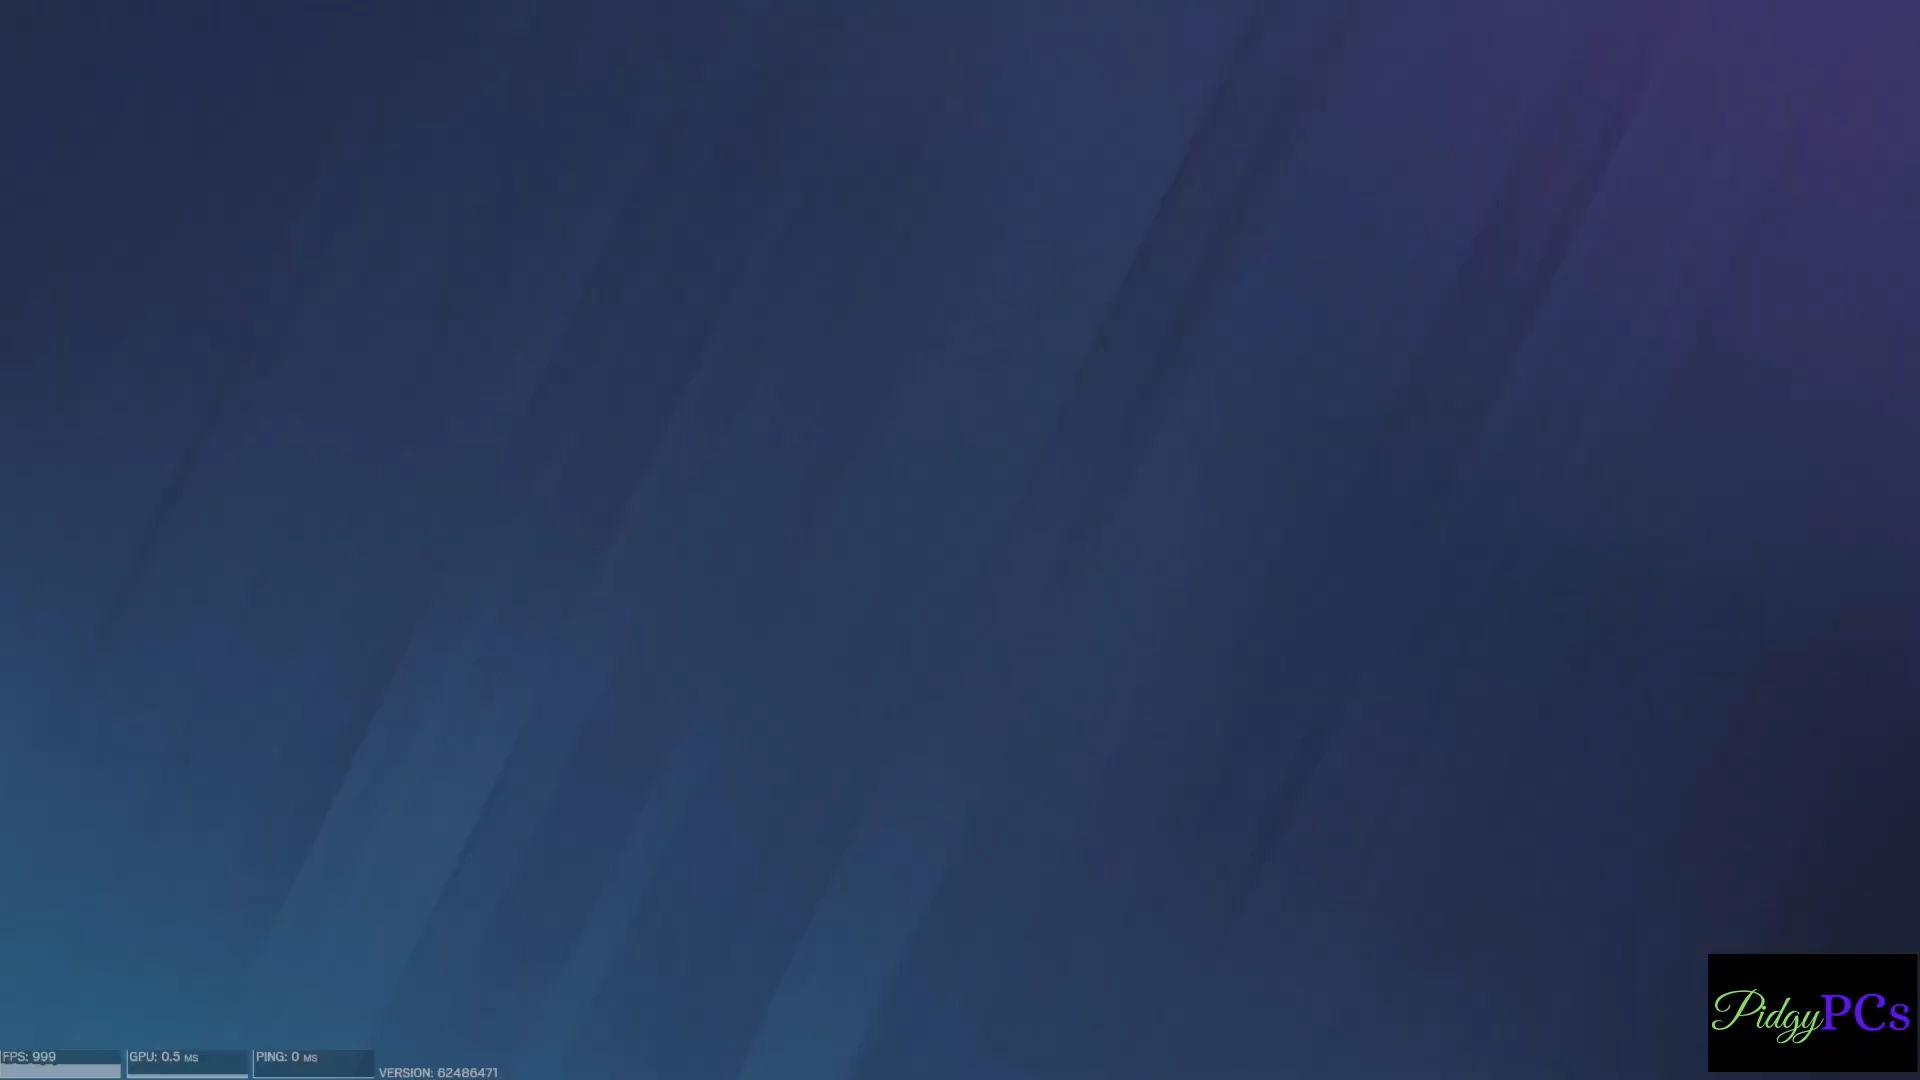 PidgyPCs
FPS: 999
GPU: 0.5 MS
PING: 0 MS
VERSION: 62486471